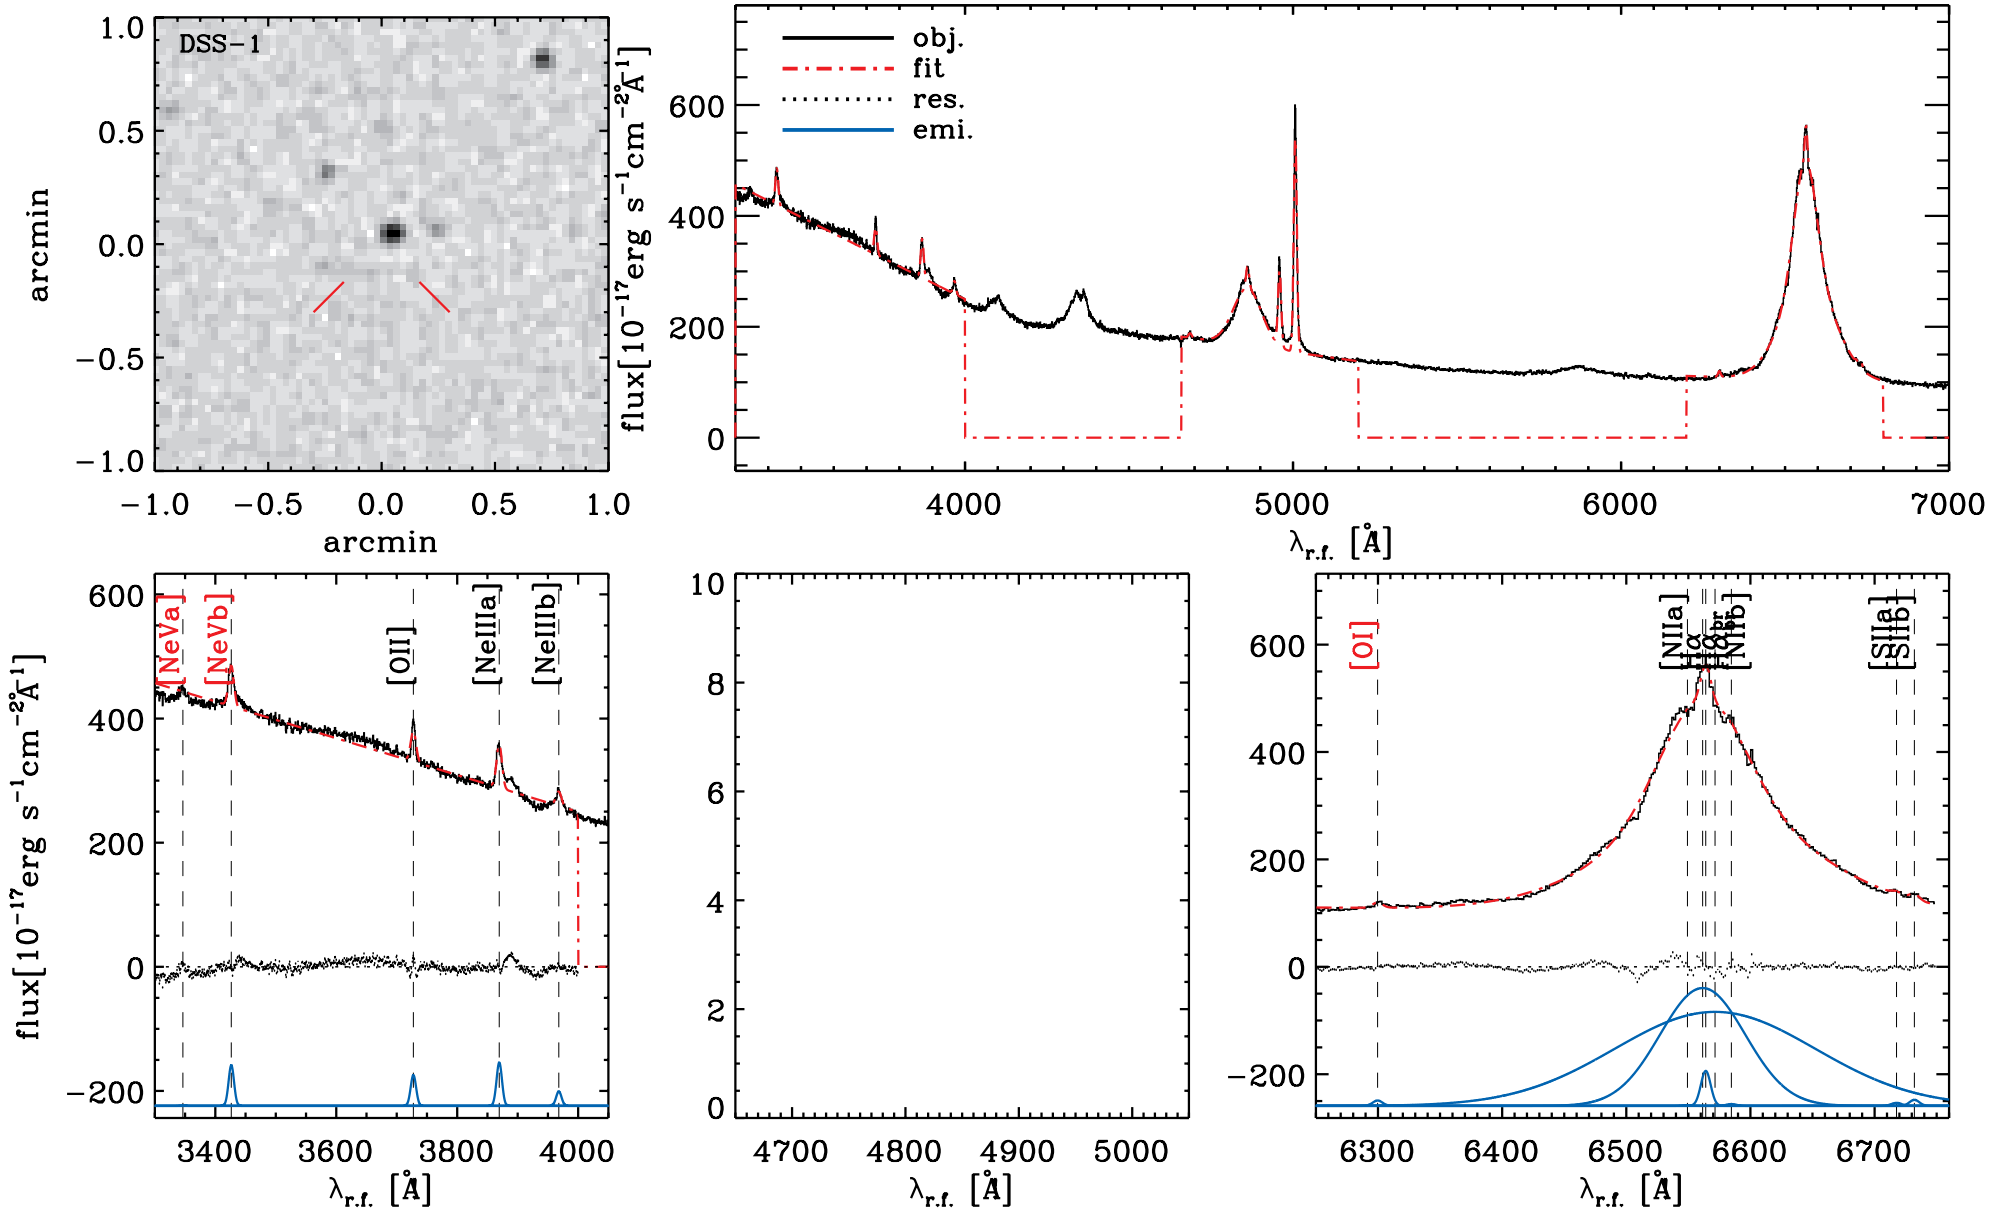 DSS-1
1.0
0.5
0.0
−0.5
−1.0
−1.0 −0.5 0.0 0.5 1.0
arcmin
arcmin
flux[10⁻¹⁷erg s⁻¹cm⁻²Å⁻¹]
obj.
fit
res.
emi.
600
400
200
0
4000 5000 6000 7000
λr.f. [Å]
flux[10⁻¹⁷erg s⁻¹cm⁻²Å⁻¹]
600
400
200
0
−200
[NeVa]
[NeVb]
[OII]
[NeIIIa]
[NeIIIb]
3400 3600 3800 4000
λr.f. [Å]
10
8
6
4
2
0
4700 4800 4900 5000
λr.f. [Å]
600
400
200
0
−200
[OI]
[NIIa]
[NIIb]
[SIIa]
[SIIb]
6300 6400 6500 6600 6700
λr.f. [Å]